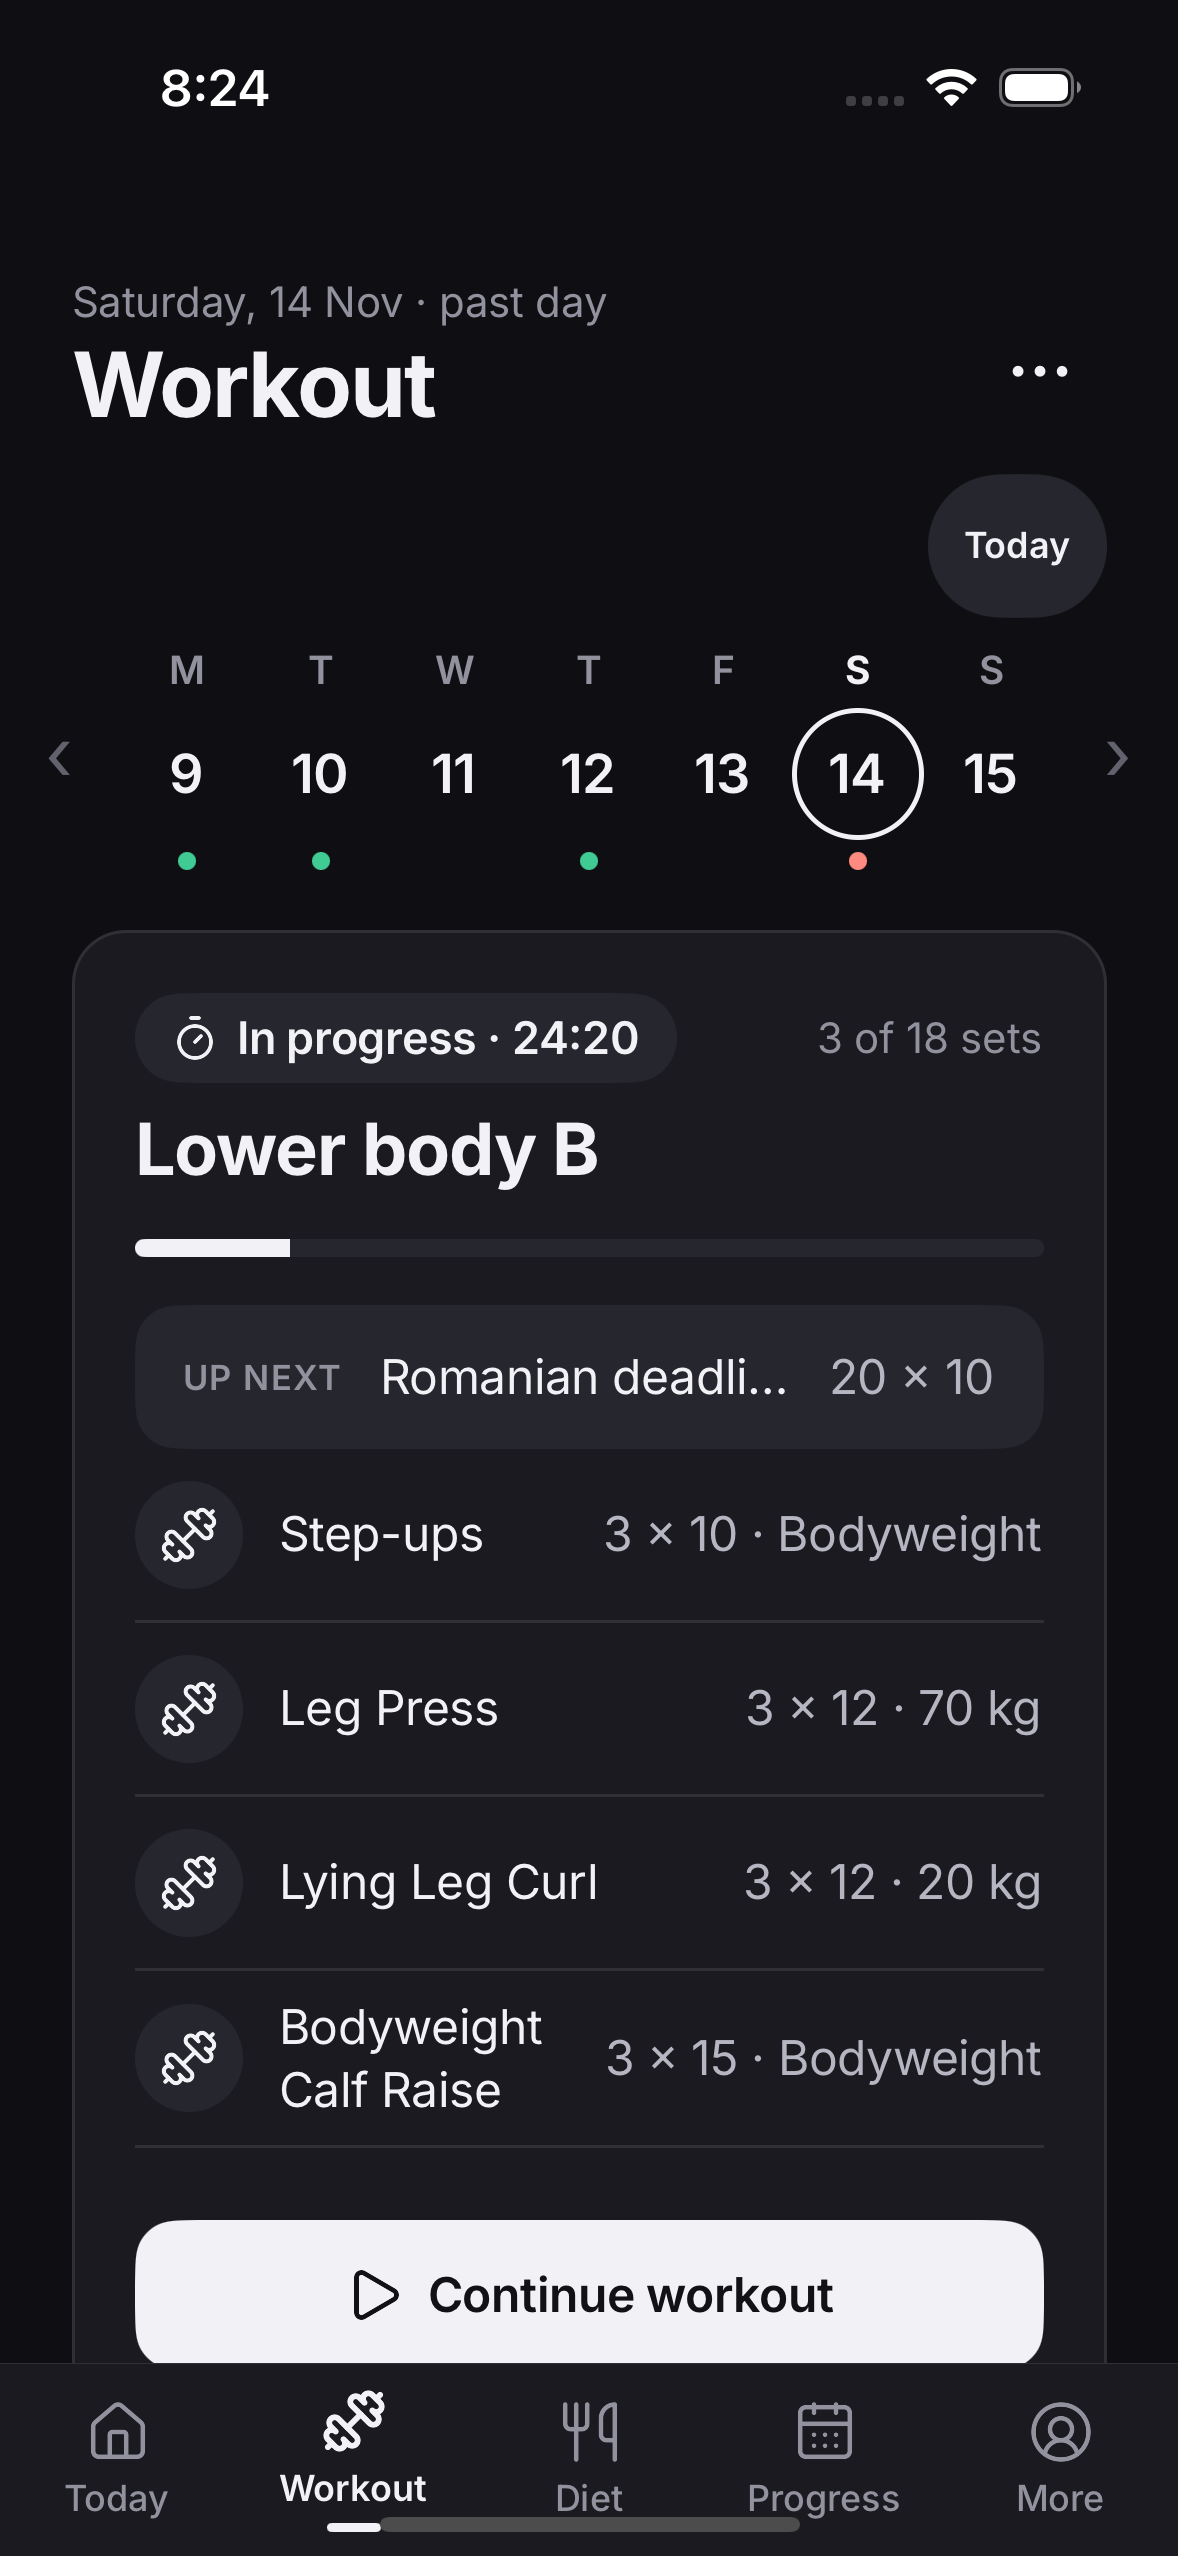 8:24
Saturday, 14 Nov · past day
Workout
Today
M T W T F S S
9 10 11 12 13 14 15
In progress · 24:20
3 of 18 sets
Lower body B
UP NEXT Romanian deadli... 20 × 10
Step-ups 3 × 10 · Bodyweight
Leg Press 3 × 12 · 70 kg
Lying Leg Curl 3 × 12 · 20 kg
Bodyweight
Calf Raise
3 × 15 · Bodyweight
Continue workout
Today Workout Diet Progress More